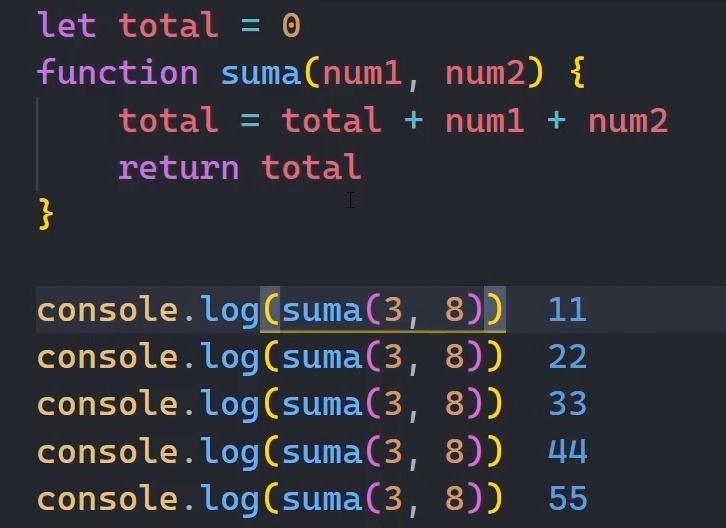 let total = 0
function suma(num1, num2) {
    total = total + num1 + num2
    return total
}
console.log(suma(3, 8))  11
console.log(suma(3, 8))  22
console.log(suma(3, 8))  33
console.log(suma(3, 8))  44
console.log(suma(3, 8))  55